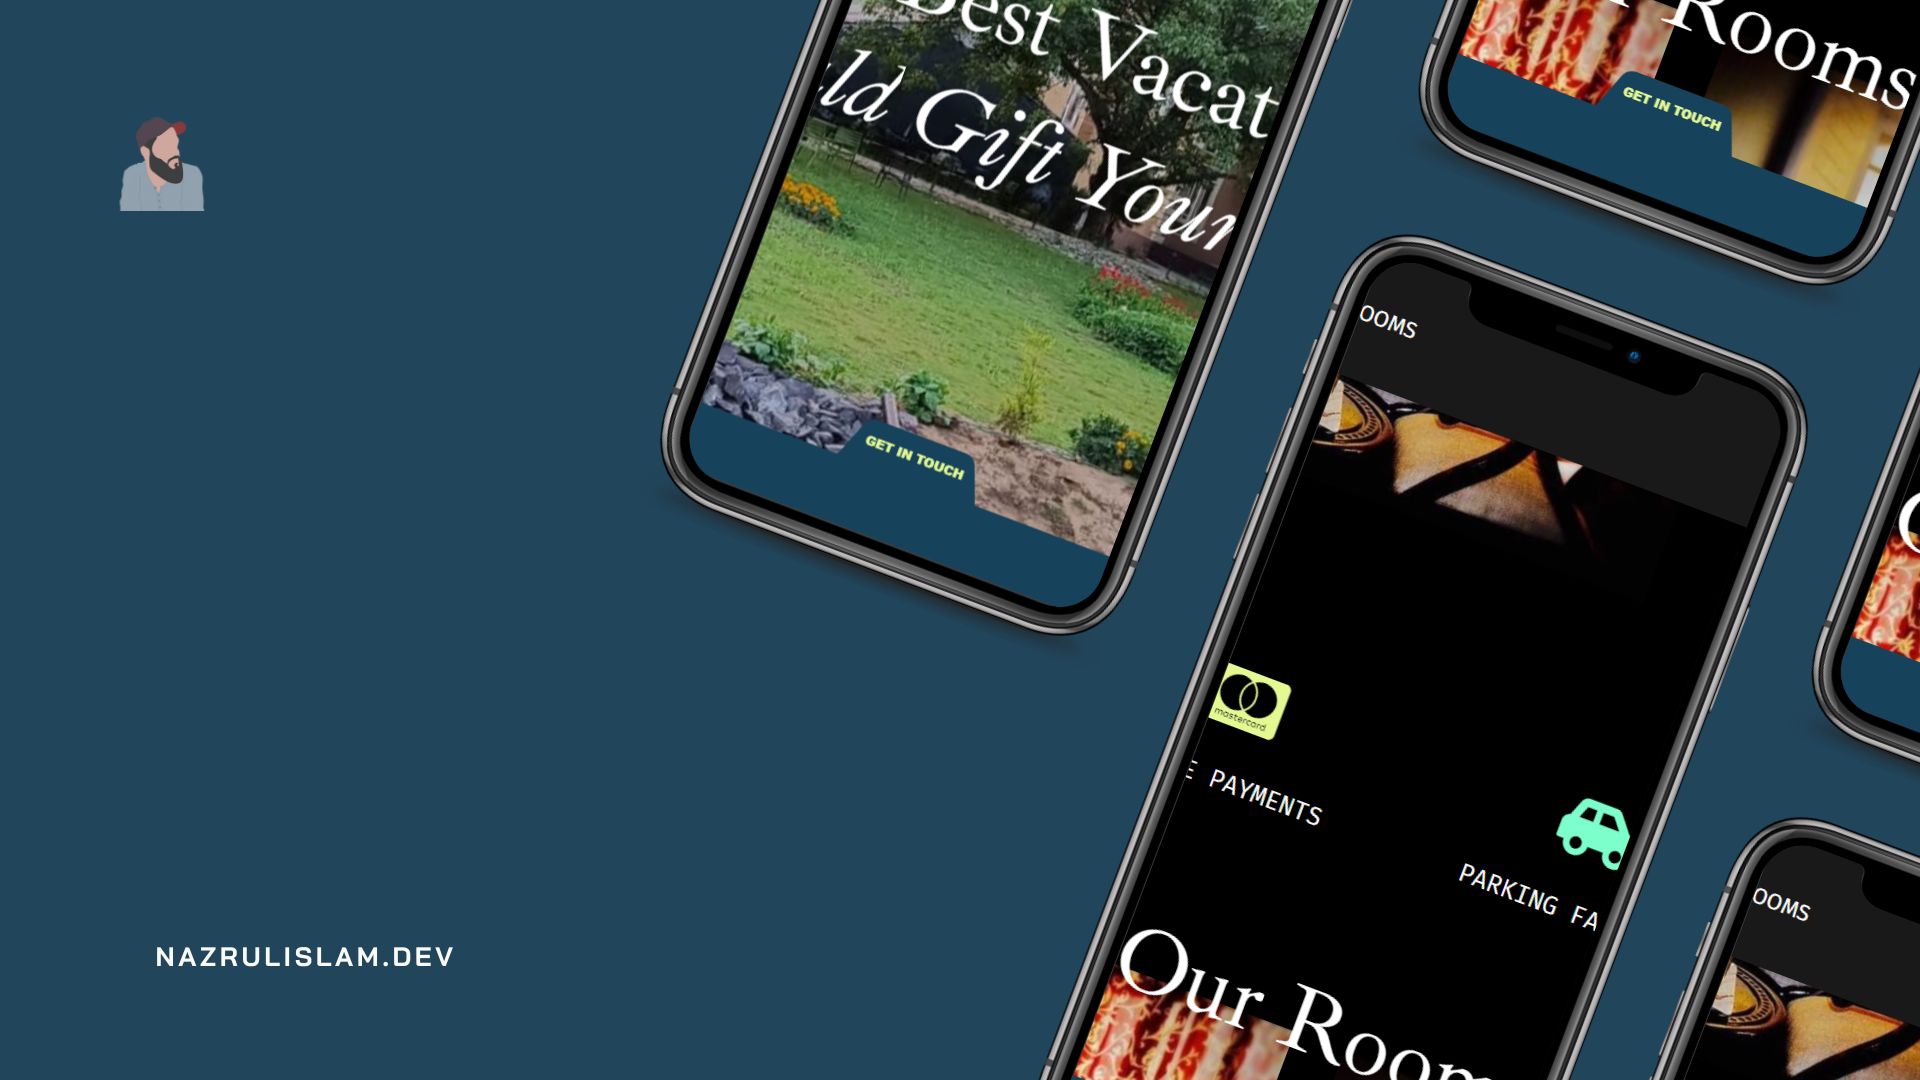 Best Vacat
ld Gift Your
GET IN TOUCH
Rooms
GET IN TOUCH
OOMS
mastercard
E PAYMENTS
PARKING FA
Our Room
OOMS
NAZRULISLAM.DEV